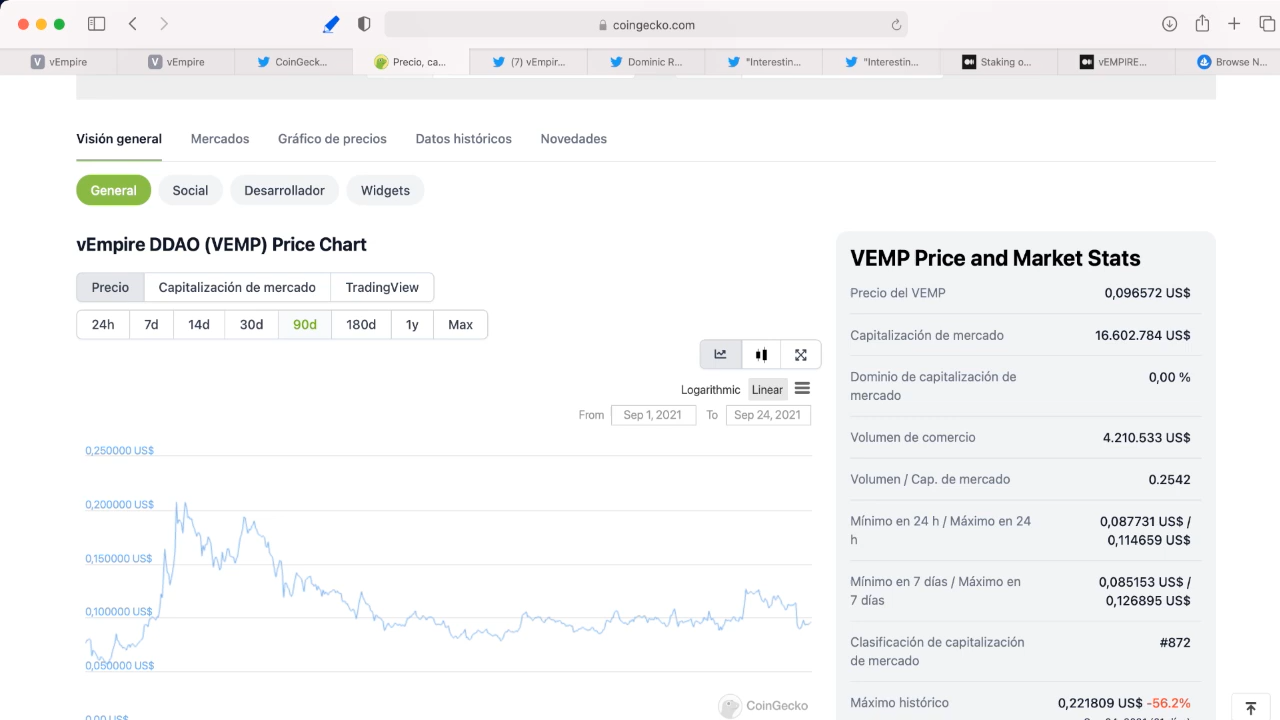 coingecko.com
vEmpire
vEmpire
CoinGeck...
Precio, ca...
(7) vEmpir...
Dominic R...
"Interestin...
"Interestin...
Staking o...
vEMPIRE...
Browse N...
Visión general
Mercados
Gráfico de precios
Datos históricos
Novedades
General
Social
Desarrollador
Widgets
vEmpire DDAO (VEMP) Price Chart
Precio
Capitalización de mercado
TradingView
24h
7d
14d
30d
90d
180d
1y
Max
Logarithmic
Linear
From
Sep 1, 2021
To
Sep 24, 2021
0,250000 US$
0,200000 US$
0,150000 US$
0,100000 US$
0,050000 US$
0,00 US$
CoinGecko
VEMP Price and Market Stats
Precio del VEMP
0,096572 US$
Capitalización de mercado
16.602.784 US$
Dominio de capitalización de
mercado
0,00 %
Volumen de comercio
4.210.533 US$
Volumen / Cap. de mercado
0.2542
Mínimo en 24 h / Máximo en 24
h
0,087731 US$ /
0,114659 US$
Mínimo en 7 días / Máximo en
7 días
0,085153 US$ /
0,126895 US$
Clasificación de capitalización
de mercado
#872
Máximo histórico
0,221809 US$ -56.2%